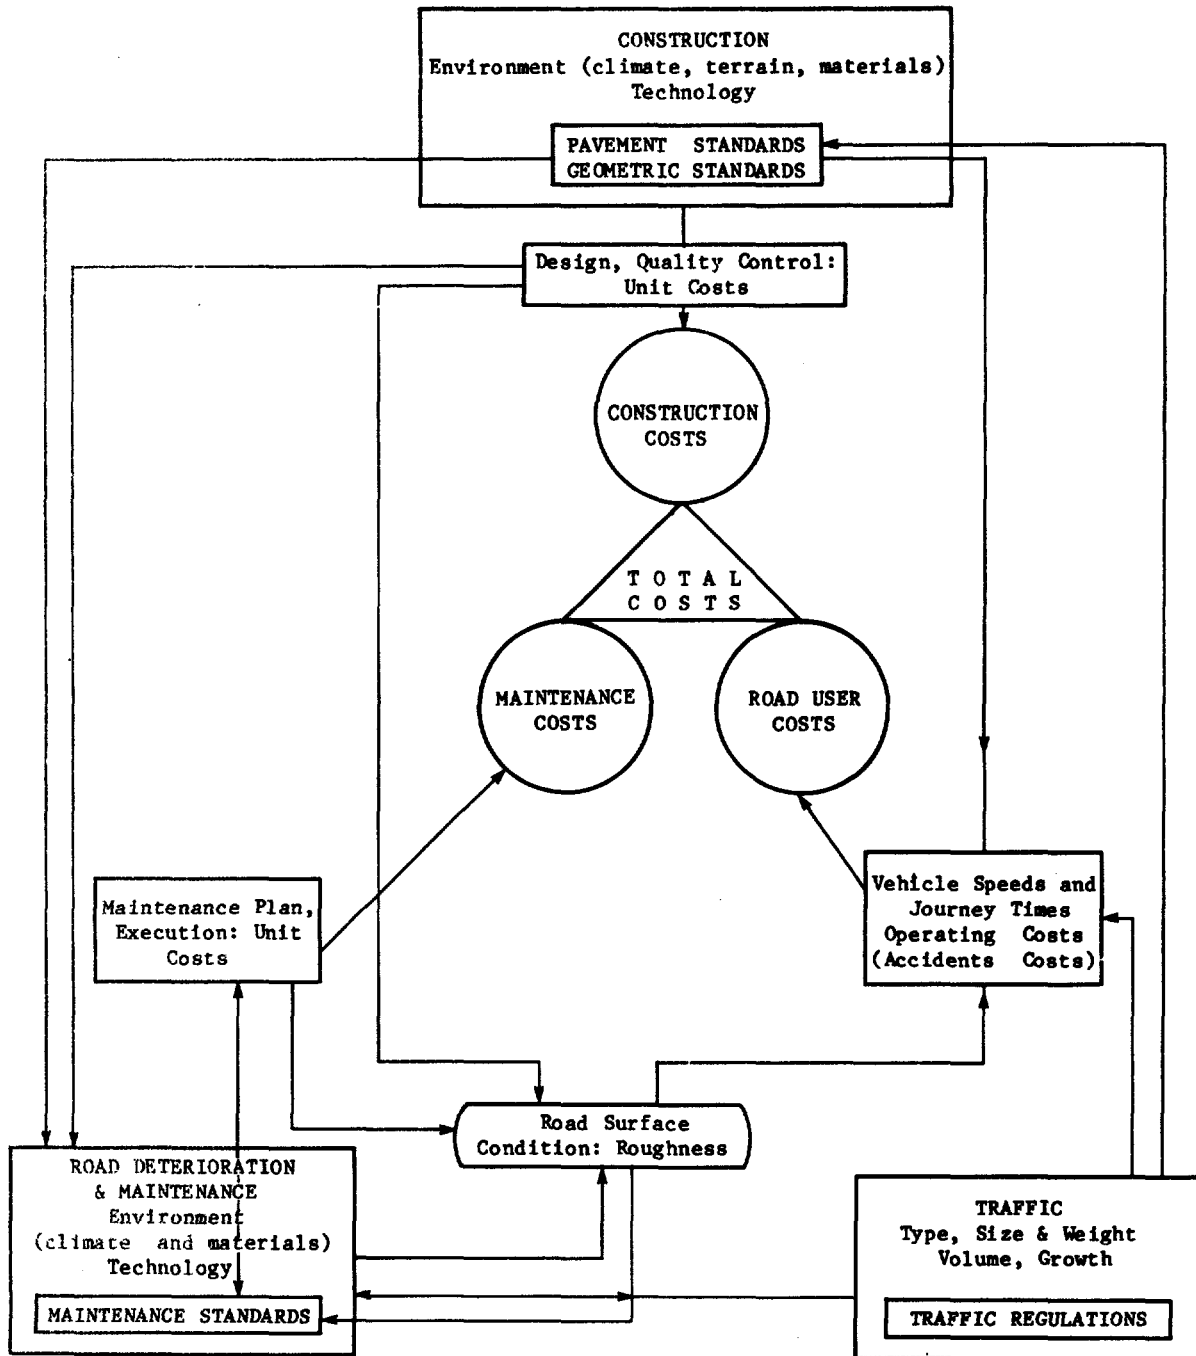 CONSTRUCTION
Environment (climate, terrain, materials)
Technology
PAVEMENT STANDARDS
GEOMETRIC STANDARDS
Design, Quality Control:
Unit Costs
CONSTRUCTION
COSTS
T O T A L
C O S T S
MAINTENANCE
COSTS
ROAD USER
COSTS
Maintenance Plan,
Execution: Unit
Costs
Vehicle Speeds and
Journey Times
Operating Costs
(Accidents Costs)
Road Surface
Condition: Roughness
ROAD DETERIORATION
& MAINTENANCE
Environment
(climate and materials)
Technology
MAINTENANCE STANDARDS
TRAFFIC
Type, Size & Weight
Volume, Growth
TRAFFIC REGULATIONS